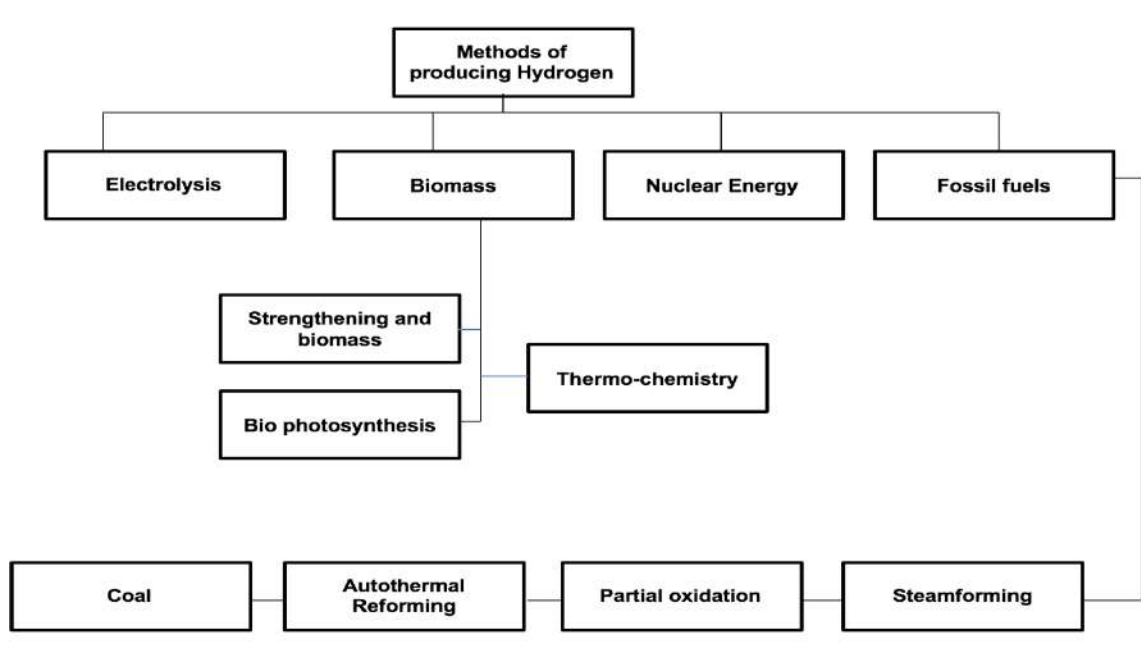 Methods of
producing Hydrogen
Electrolysis
Biomass
Nuclear Energy
Fossil fuels
Strengthening and
biomass
Thermo-chemistry
Bio photosynthesis
Coal
Autothermal
Reforming
Partial oxidation
Steamforming